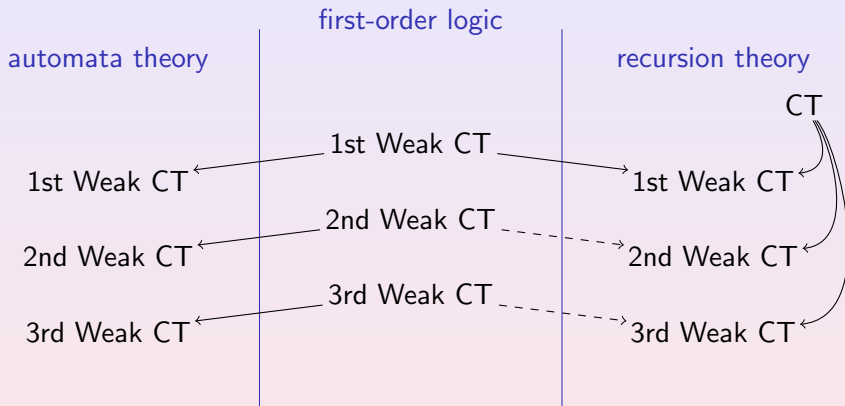 first-order logic
automata theory
recursion theory
CT
1st Weak CT
1st Weak CT
1st Weak CT
2nd Weak CT
2nd Weak CT
2nd Weak CT
3rd Weak CT
3rd Weak CT
3rd Weak CT